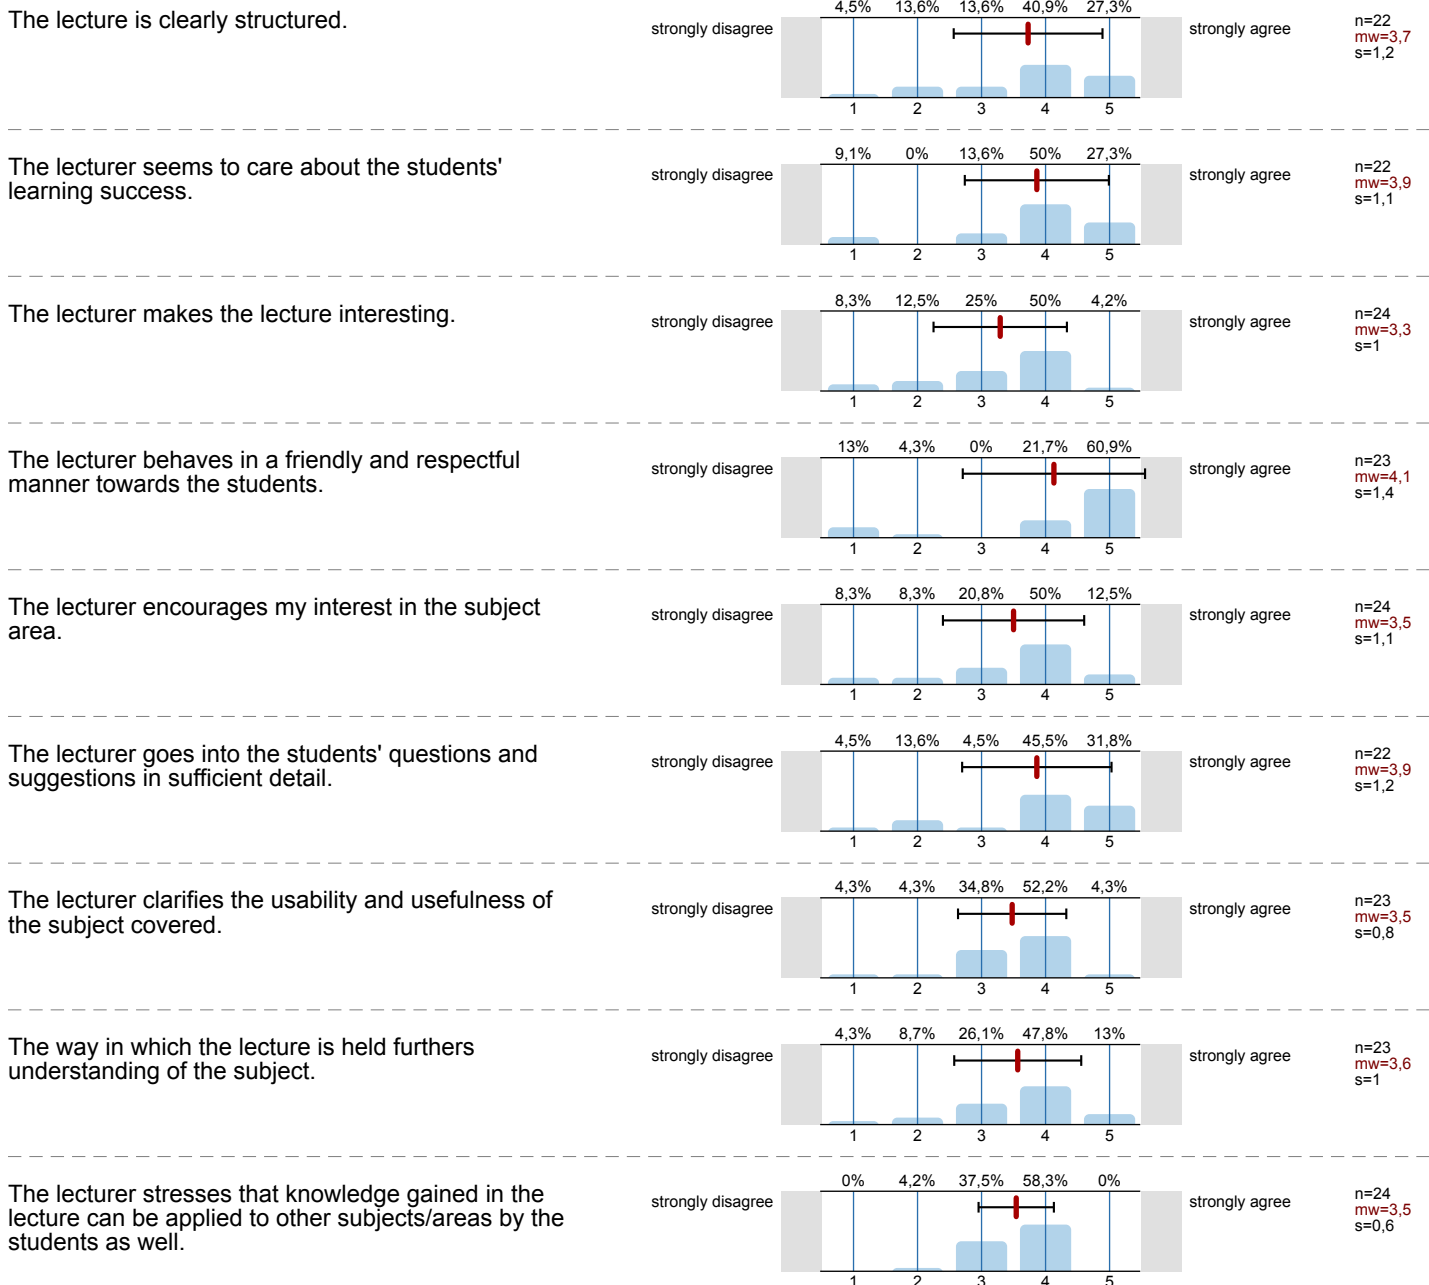 The lecture is clearly structured.
strongly disagree
4,5% 13,6% 13,6% 40,9% 27,3%
1 2 3 4 5
strongly agree
n=22
mw=3,7
s=1,2
The lecturer seems to care about the students'
learning success.
strongly disagree
9,1% 0% 13,6% 50% 27,3%
1 2 3 4 5
strongly agree
n=22
mw=3,9
s=1,1
The lecturer makes the lecture interesting.
strongly disagree
8,3% 12,5% 25% 50% 4,2%
1 2 3 4 5
strongly agree
n=24
mw=3,3
s=1
The lecturer behaves in a friendly and respectful
manner towards the students.
strongly disagree
13% 4,3% 0% 21,7% 60,9%
1 2 3 4 5
strongly agree
n=23
mw=4,1
s=1,4
The lecturer encourages my interest in the subject
area.
strongly disagree
8,3% 8,3% 20,8% 50% 12,5%
1 2 3 4 5
strongly agree
n=24
mw=3,5
s=1,1
The lecturer goes into the students' questions and
suggestions in sufficient detail.
strongly disagree
4,5% 13,6% 4,5% 45,5% 31,8%
1 2 3 4 5
strongly agree
n=22
mw=3,9
s=1,2
The lecturer clarifies the usability and usefulness of
the subject covered.
strongly disagree
4,3% 4,3% 34,8% 52,2% 4,3%
1 2 3 4 5
strongly agree
n=23
mw=3,5
s=0,8
The way in which the lecture is held furthers
understanding of the subject.
strongly disagree
4,3% 8,7% 26,1% 47,8% 13%
1 2 3 4 5
strongly agree
n=23
mw=3,6
s=1
The lecturer stresses that knowledge gained in the
lecture can be applied to other subjects/areas by the
students as well.
strongly disagree
0% 4,2% 37,5% 58,3% 0%
1 2 3 4 5
strongly agree
n=24
mw=3,5
s=0,6